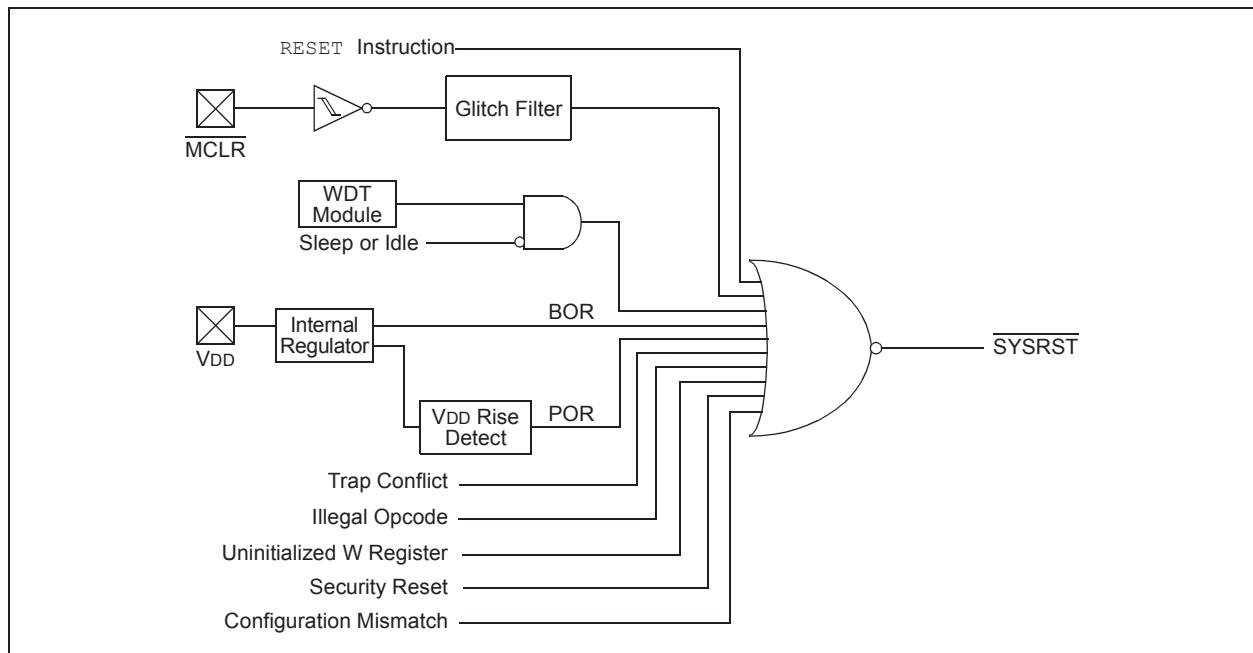 RESET Instruction
Glitch Filter
MCLR
WDT
Module
Sleep or Idle
BOR
Internal
Regulator
VDD
SYSRST
VDD Rise
Detect
POR
Trap Conflict
Illegal Opcode
Uninitialized W Register
Security Reset
Configuration Mismatch